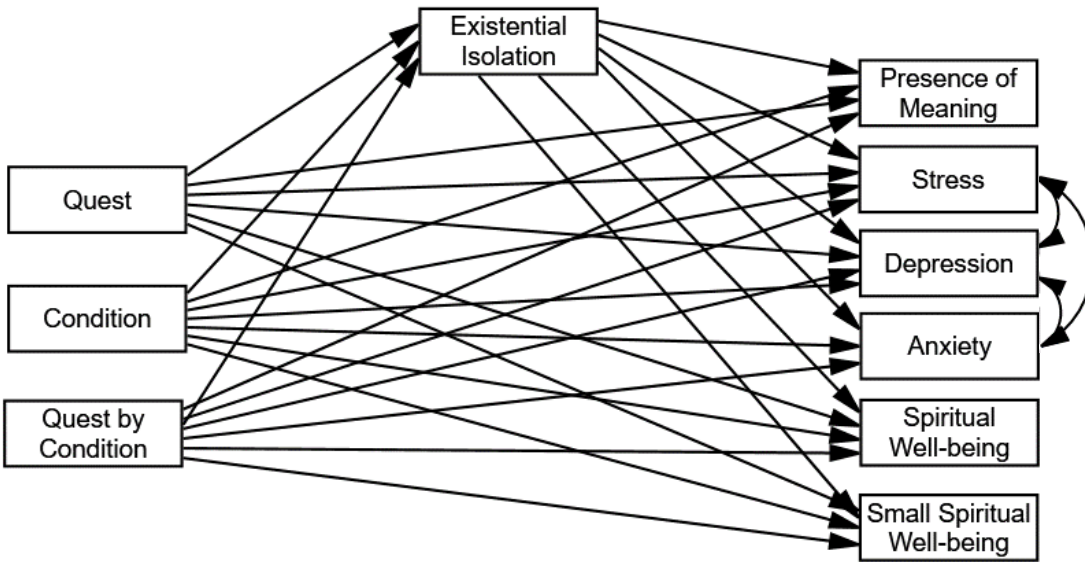 Existential
Isolation
Presence of
Meaning
Quest
Stress
Depression
Condition
Anxiety
Quest by
Condition
Spiritual
Well-being
Small Spiritual
Well-being